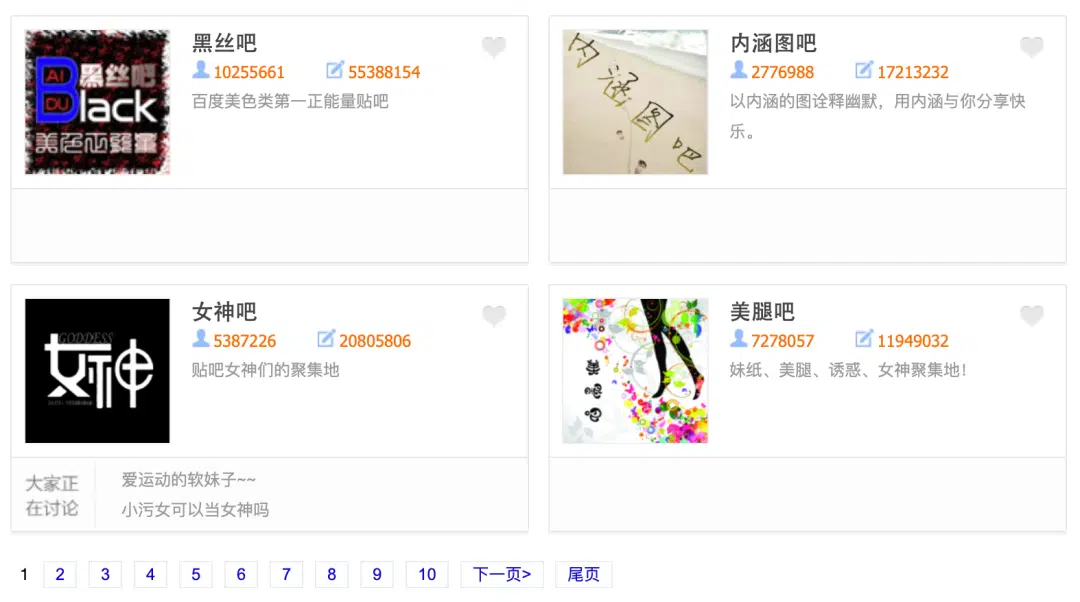 AI
黑丝吧
Black
DU
黑丝吧
10255661 55388154
百度美色类第一正能量贴吧
内涵图吧
内涵图吧
2776988 17213232
以内涵的图诠释幽默，用内涵与你分享快
乐。
GODDESS
女神
女神吧
5387226 20805806
贴吧女神们的聚集地
大家正
在讨论
爱运动的软妹子~~
小污女可以当女神吗
美腿吧
美腿吧
7278057 11949032
妹纸、美腿、诱惑、女神聚集地！
1 2 3 4 5 6 7 8 9 10 下一页> 尾页